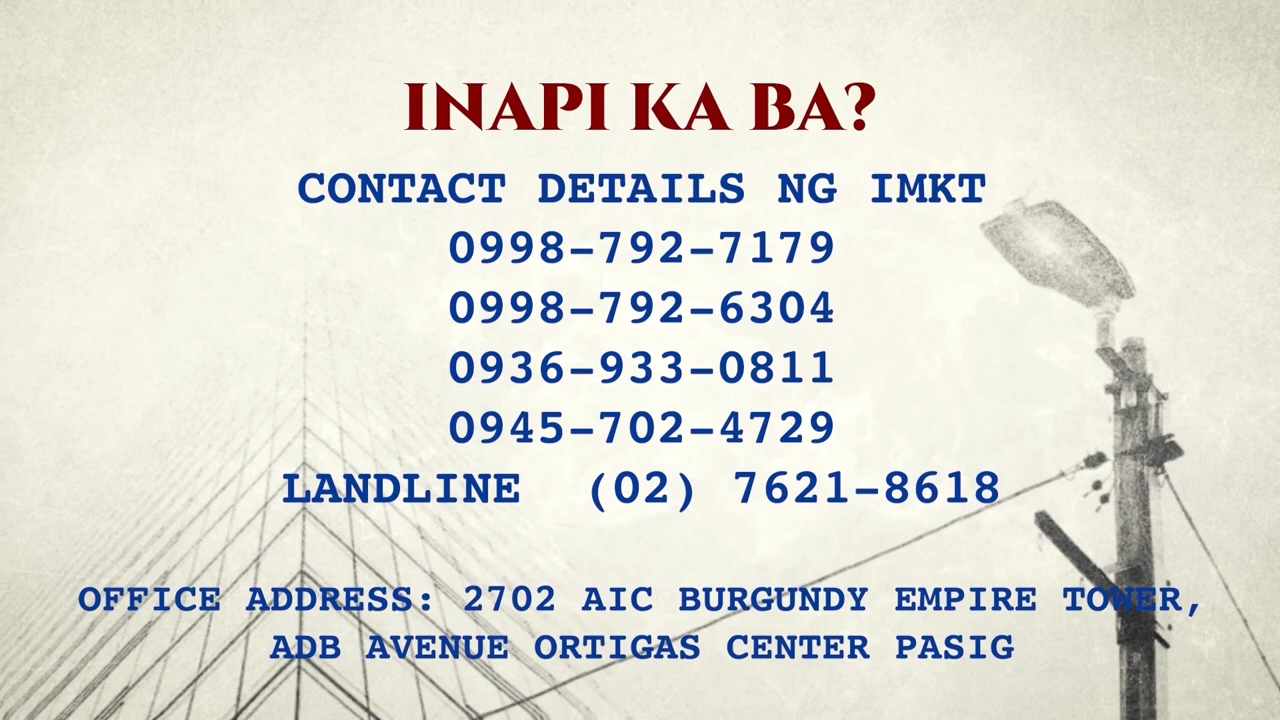 INAPI KA BA?
CONTACT DETAILS NG IMKT
0998-792-7179
0998-792-6304
0936-933-0811
0945-702-4729
LANDLINE (02) 7621-8618
OFFICE ADDRESS: 2702 AIC BURGUNDY EMPIRE TOWER,
ADB AVENUE ORTIGAS CENTER PASIG